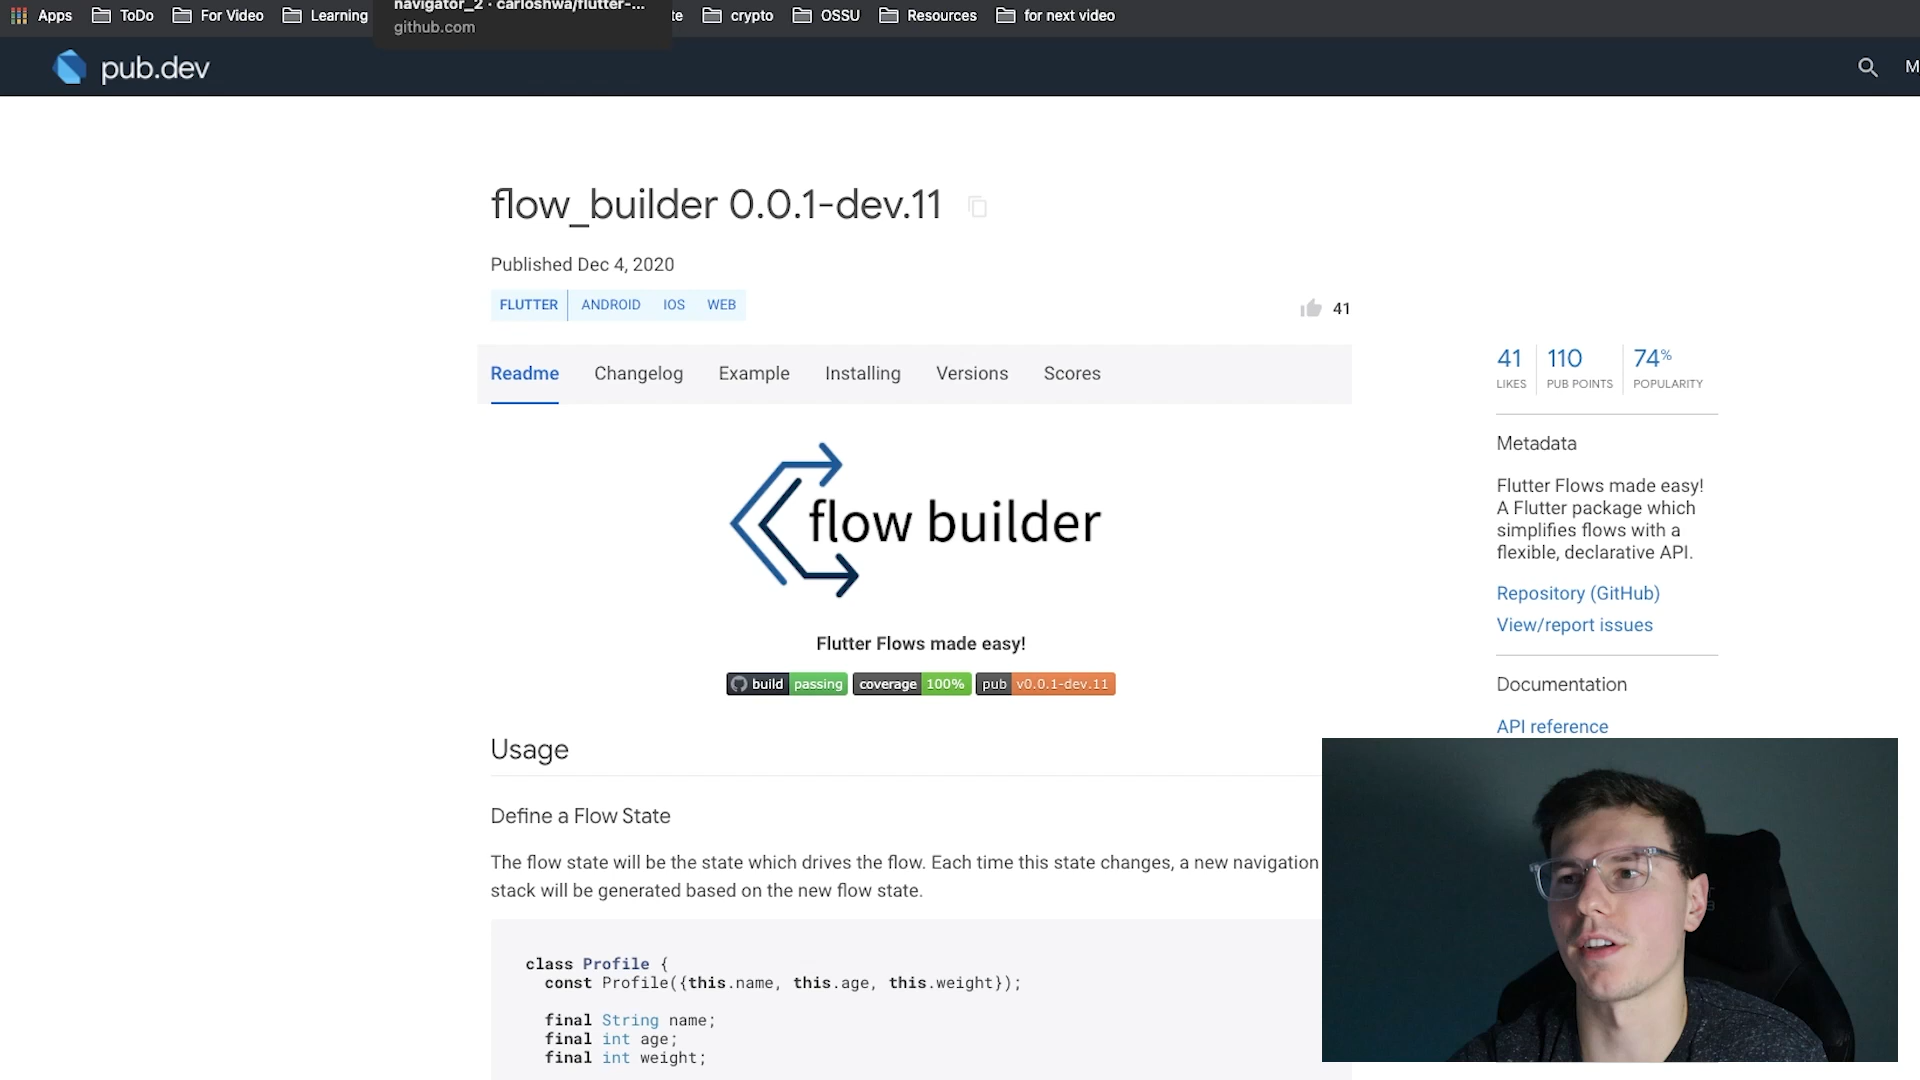 navigator_2 · carloshwa/flutter-...
Apps ToDo For Video Learning te crypto OSSU Resources for next video
github.com
pub.dev M
flow_builder 0.0.1-dev.11
Published Dec 4, 2020
FLUTTER ANDROID IOS WEB
41
Readme Changelog Example Installing Versions Scores
41 110 74%
LIKES PUB POINTS POPULARITY
Metadata
Flutter Flows made easy!
A Flutter package which
simplifies flows with a
flexible, declarative API.
Repository (GitHub)
View/report issues
Documentation
API reference
flow builder
Flutter Flows made easy!
build passing coverage 100% pub v0.0.1-dev.11
Usage
Define a Flow State
The flow state will be the state which drives the flow. Each time this state changes, a new navigation
stack will be generated based on the new flow state.
class Profile {
const Profile({this.name, this.age, this.weight});
final String name;
final int age;
final int weight;